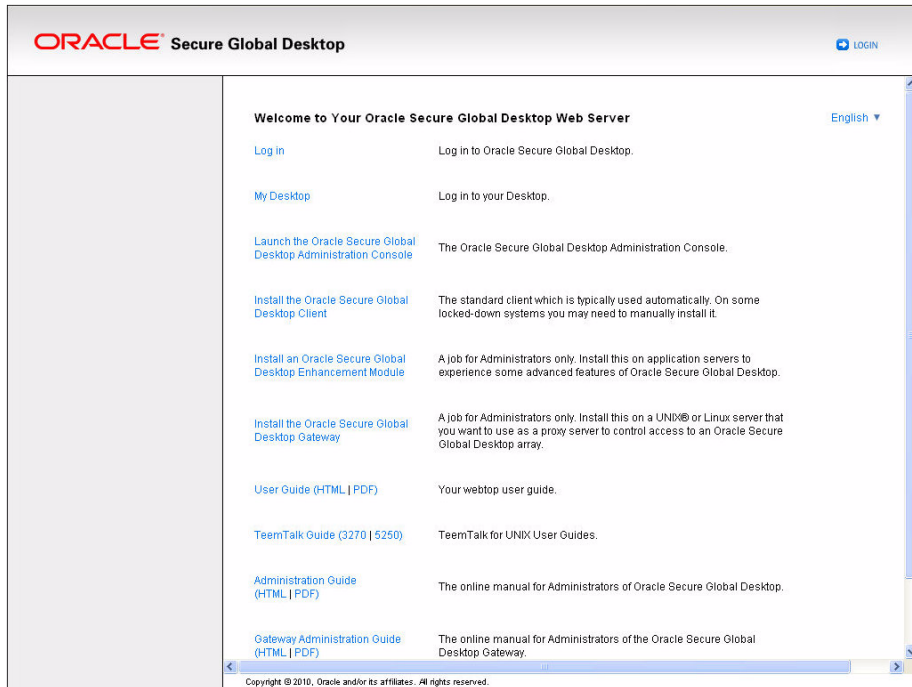 ORACLE® Secure Global Desktop
LOGIN
Welcome to Your Oracle Secure Global Desktop Web Server
English ▼
Log in
Log in to Oracle Secure Global Desktop.
My Desktop
Log in to your Desktop.
Launch the Oracle Secure Global
Desktop Administration Console
The Oracle Secure Global Desktop Administration Console.
Install the Oracle Secure Global
Desktop Client
The standard client which is typically used automatically. On some
locked-down systems you may need to manually install it.
Install an Oracle Secure Global
Desktop Enhancement Module
A job for Administrators only. Install this on application servers to
experience some advanced features of Oracle Secure Global Desktop.
Install the Oracle Secure Global
Desktop Gateway
A job for Administrators only. Install this on a UNIX® or Linux server that
you want to use as a proxy server to control access to an Oracle Secure
Global Desktop array.
User Guide (HTML | PDF)
Your webtop user guide.
TeemTalk Guide (3270 | 5250)
TeemTalk for UNIX User Guides.
Administration Guide
(HTML | PDF)
The online manual for Administrators of Oracle Secure Global Desktop.
Gateway Administration Guide
(HTML | PDF)
The online manual for Administrators of the Oracle Secure Global
Desktop Gateway.
Copyright © 2010, Oracle and/or its affiliates. All rights reserved.